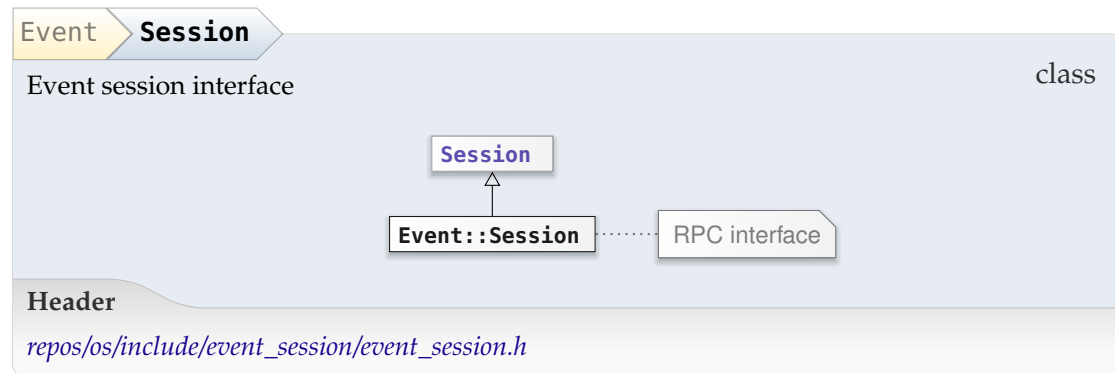 Event Session
class
Event session interface
Session
Event::Session RPC interface
Header
repos/os/include/event_session/event_session.h